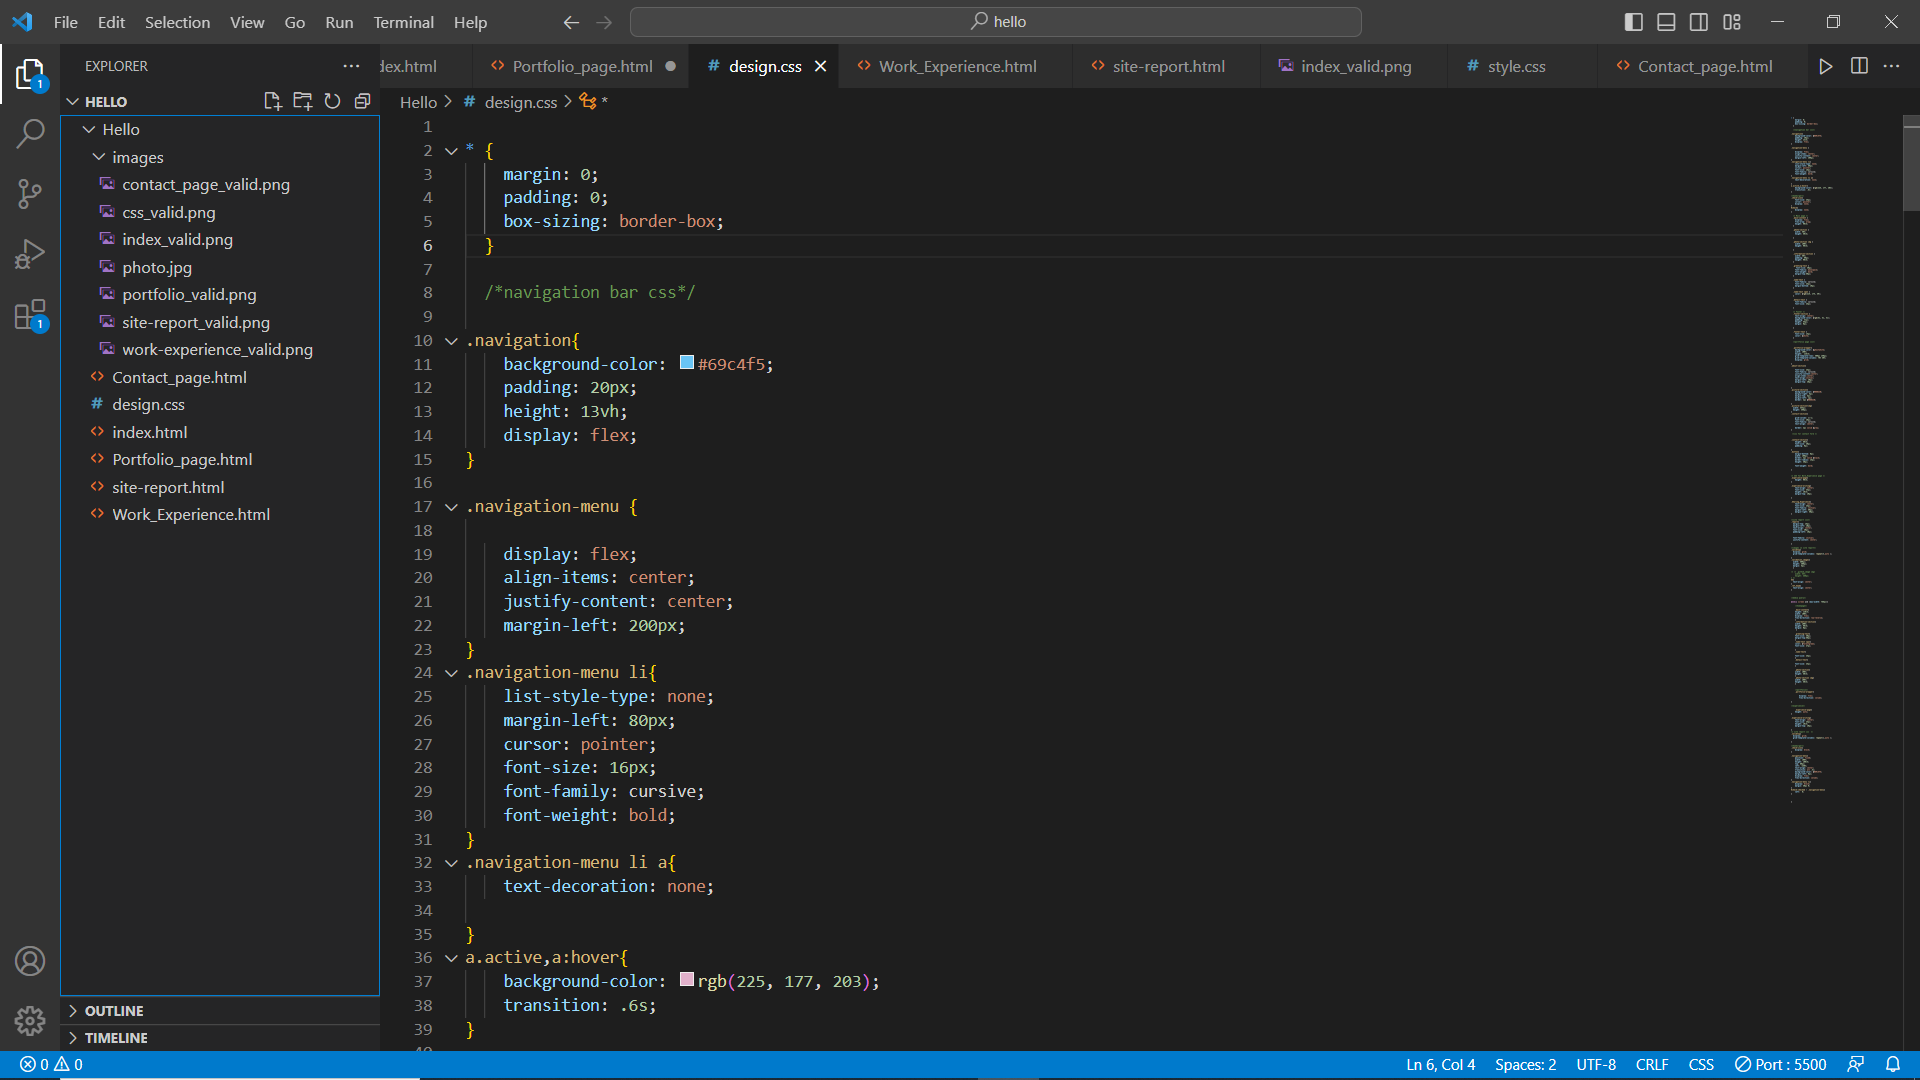 File Edit Selection View Go Run Terminal Help
hello
EXPLORER
dex.html
Portfolio_page.html
# design.css
Work_Experience.html
site-report.html
index_valid.png
# style.css
Contact_page.html
HELLO
Hello
images
contact_page_valid.png
css_valid.png
index_valid.png
photo.jpg
portfolio_valid.png
site-report_valid.png
work-experience_valid.png
Contact_page.html
# design.css
index.html
Portfolio_page.html
site-report.html
Work_Experience.html
OUTLINE
TIMELINE
1
1
Hello > # design.css > *
1
2 * {
3 margin: 0;
4 padding: 0;
5 box-sizing: border-box;
6 }
7
8 /*navigation bar css*/
9
10 .navigation{
11 background-color: #69c4f5;
12 padding: 20px;
13 height: 13vh;
14 display: flex;
15 }
16
17 .navigation-menu {
18
19 display: flex;
20 align-items: center;
21 justify-content: center;
22 margin-left: 200px;
23 }
24 .navigation-menu li{
25 list-style-type: none;
26 margin-left: 80px;
27 cursor: pointer;
28 font-size: 16px;
29 font-family: cursive;
30 font-weight: bold;
31 }
32 .navigation-menu li a{
33 text-decoration: none;
34
35 }
36 a.active,a:hover{
37 background-color: rgb(225, 177, 203);
38 transition: .6s;
39 }
0 0
Ln 6, Col 4
Spaces: 2
UTF-8
CRLF
CSS
Port : 5500